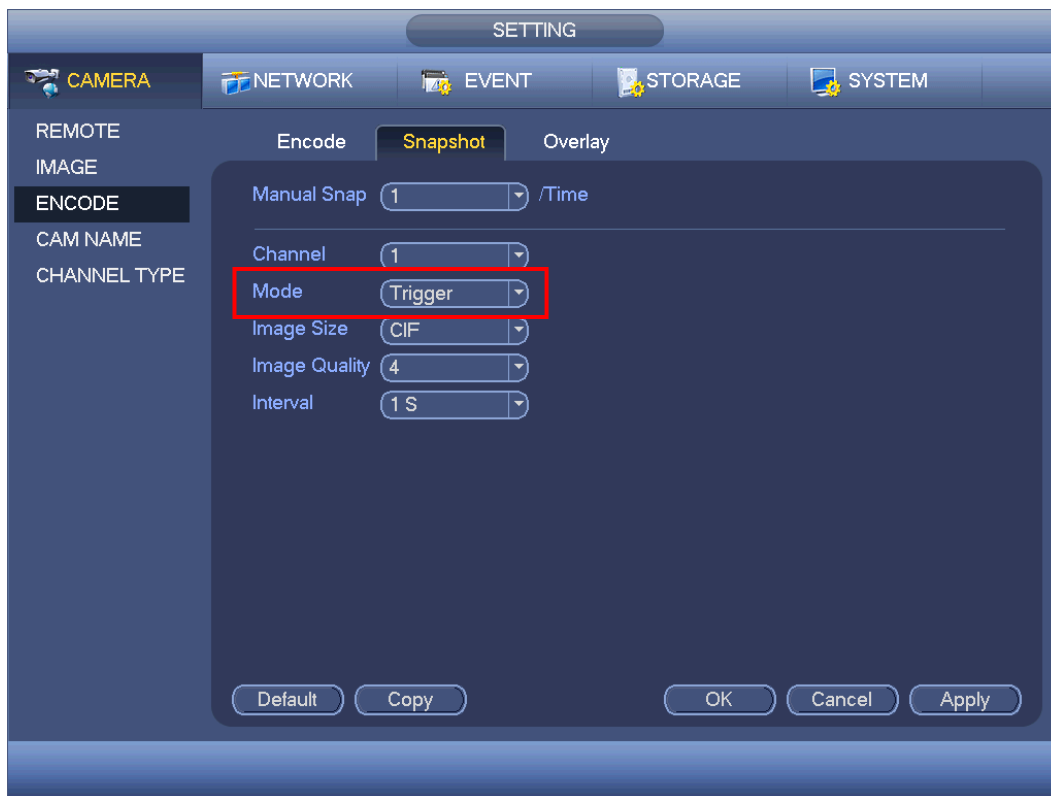 SETTING
CAMERA NETWORK EVENT STORAGE SYSTEM
REMOTE
IMAGE
ENCODE
CAM NAME
CHANNEL TYPE
Encode Snapshot Overlay
Manual Snap 1 /Time
Channel 1
Mode Trigger
Image Size CIF
Image Quality 4
Interval 1 S
Default Copy OK Cancel Apply